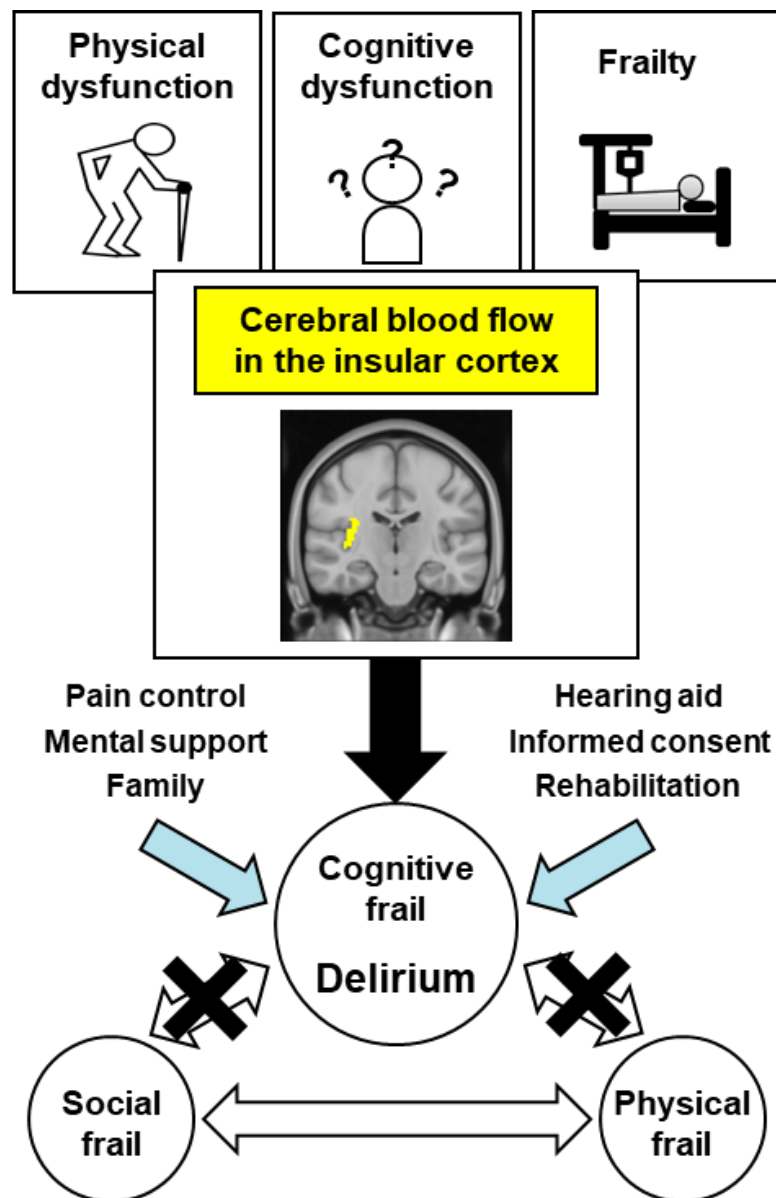 Physical
dysfunction
Cognitive
dysfunction
Frailty
? ? ?
Cerebral blood flow
in the insular cortex
Pain control
Mental support
Family
Hearing aid
Informed consent
Rehabilitation
Cognitive
frail
Delirium
Social
frail
Physical
frail